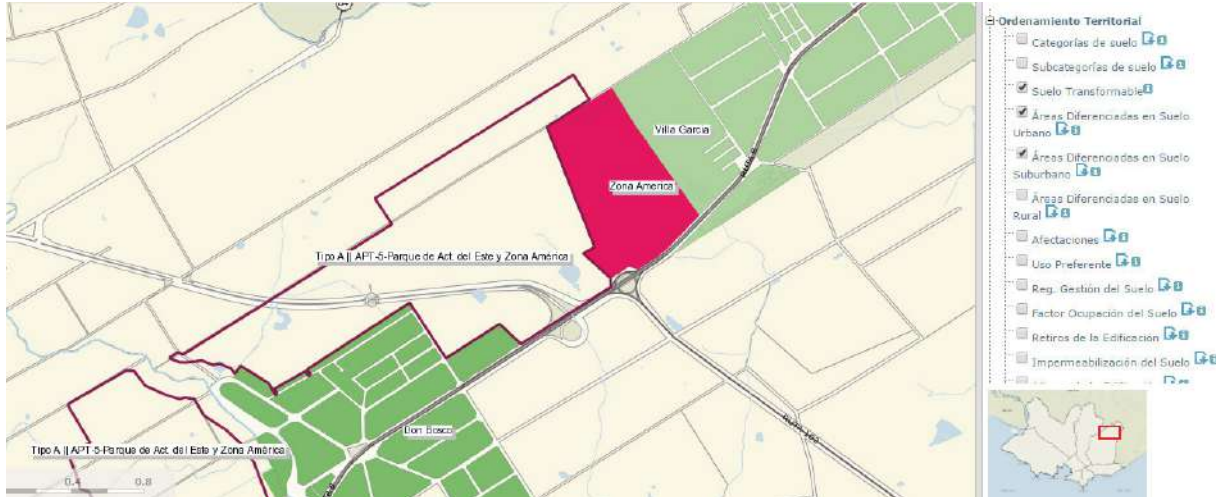 Villa García
Zona America
Tipo A || APT-5-Parque de Act. del Este y Zona América
Don Bosco
Tipo A || APT-5-Parque de Act. del Este y Zona América
0.4 0.8
Ordenamiento Territorial
Categorías de suelo
Subcategorías de suelo
Suelo Transformable
Áreas Diferenciadas en Suelo
Urbano
Áreas Diferenciadas en Suelo
Suburbano
Áreas Diferenciadas en Suelo
Rural
Afectaciones
Uso Preferente
Reg. Gestión del Suelo
Factor Ocupación del Suelo
Retiros de la Edificación
Impermeabilización del Suelo